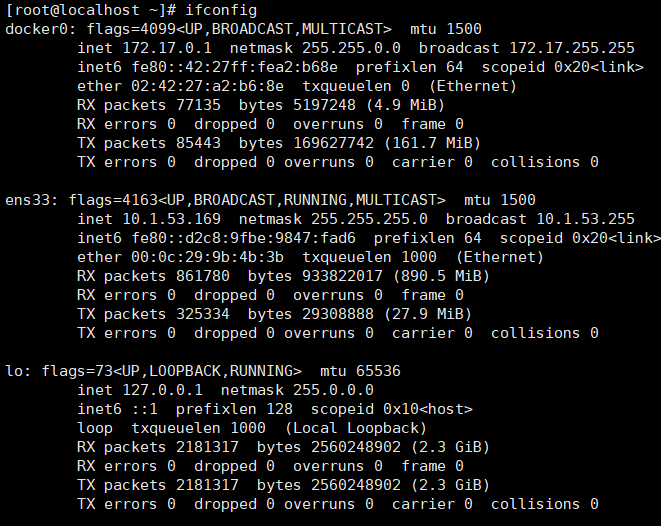 [root@localhost ~]# ifconfig
docker0: flags=4099<UP,BROADCAST,MULTICAST>  mtu 1500
        inet 172.17.0.1  netmask 255.255.0.0  broadcast 172.17.255.255
        inet6 fe80::42:27ff:fea2:b68e  prefixlen 64  scopeid 0x20<link>
        ether 02:42:27:a2:b6:8e  txqueuelen 0  (Ethernet)
        RX packets 77135  bytes 5197248 (4.9 MiB)
        RX errors 0  dropped 0  overruns 0  frame 0
        TX packets 85443  bytes 169627742 (161.7 MiB)
        TX errors 0  dropped 0 overruns 0  carrier 0  collisions 0

ens33: flags=4163<UP,BROADCAST,RUNNING,MULTICAST>  mtu 1500
        inet 10.1.53.169  netmask 255.255.255.0  broadcast 10.1.53.255
        inet6 fe80::d2c8:9fbe:9847:fad6  prefixlen 64  scopeid 0x20<link>
        ether 00:0c:29:9b:4b:3b  txqueuelen 1000  (Ethernet)
        RX packets 861780  bytes 933822017 (890.5 MiB)
        RX errors 0  dropped 0  overruns 0  frame 0
        TX packets 325334  bytes 29308888 (27.9 MiB)
        TX errors 0  dropped 0 overruns 0  carrier 0  collisions 0

lo: flags=73<UP,LOOPBACK,RUNNING>  mtu 65536
        inet 127.0.0.1  netmask 255.0.0.0
        inet6 ::1  prefixlen 128  scopeid 0x10<host>
        loop  txqueuelen 1000  (Local Loopback)
        RX packets 2181317  bytes 2560248902 (2.3 GiB)
        RX errors 0  dropped 0  overruns 0  frame 0
        TX packets 2181317  bytes 2560248902 (2.3 GiB)
        TX errors 0  dropped 0 overruns 0  carrier 0  collisions 0